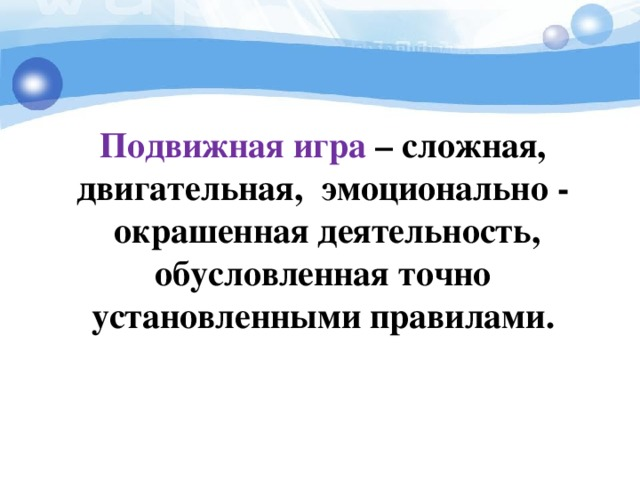 Подвижная игра – сложная,
двигательная,  эмоционально -
окрашенная деятельность,
обусловленная точно
установленными правилами.